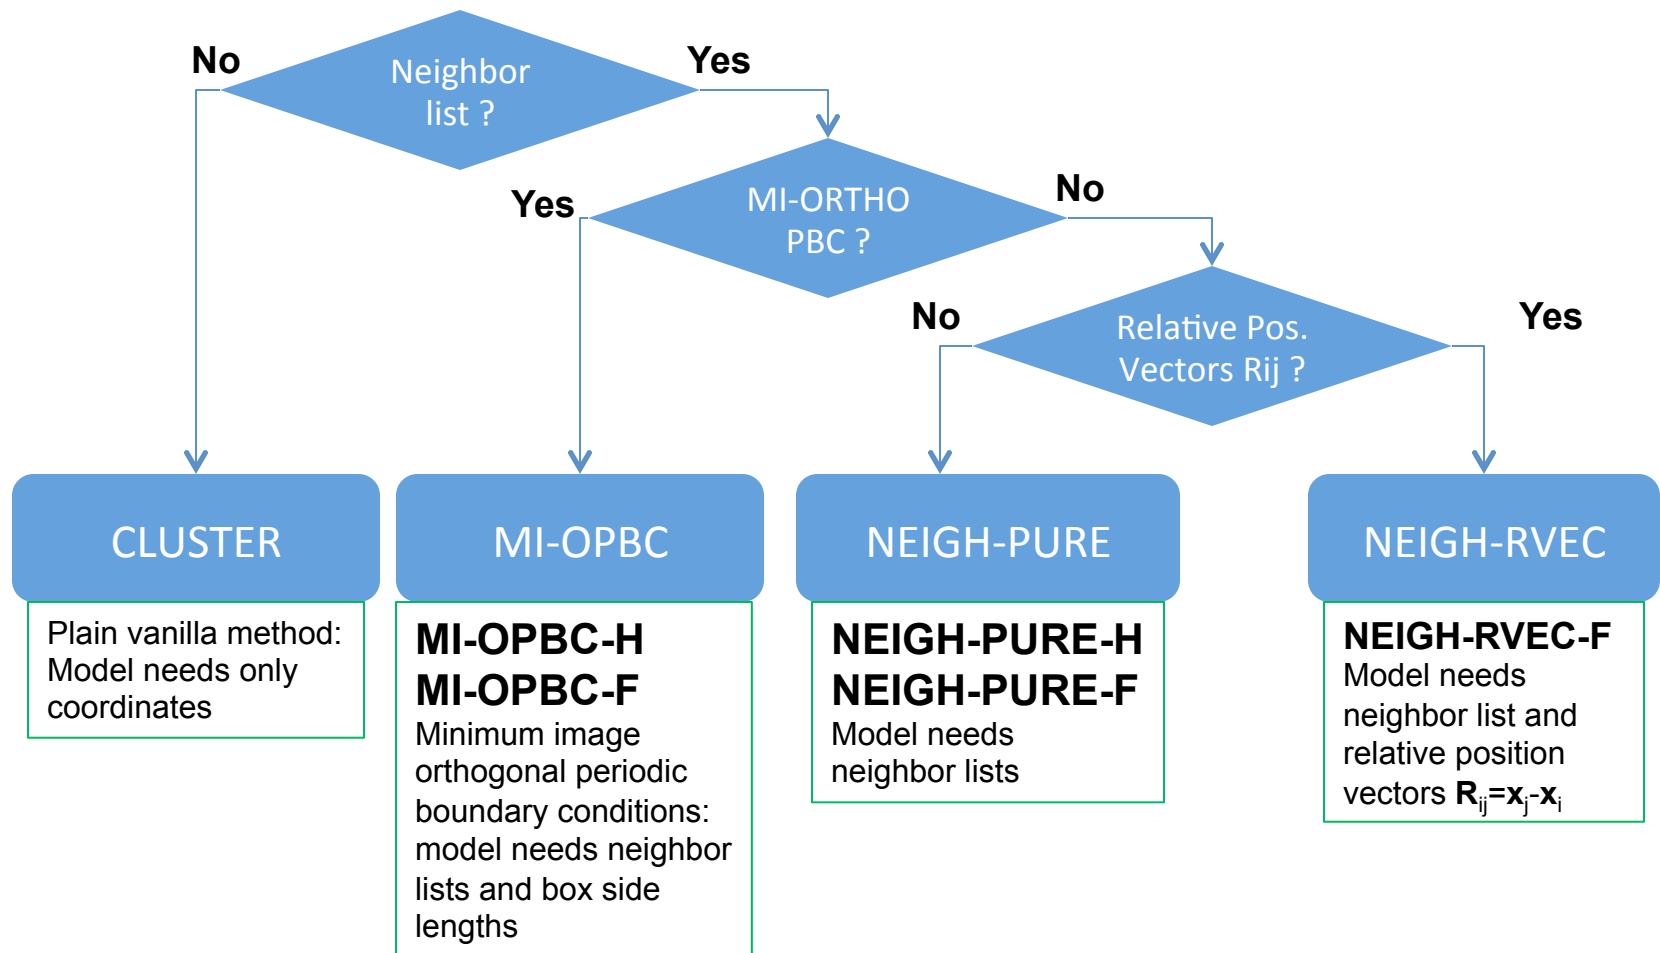 No
Yes
Neighbor
list ?
Yes
No
MI-ORTHO
PBC ?
No
Yes
Relative Pos.
Vectors Rij ?
CLUSTER
MI-OPBC
NEIGH-PURE
NEIGH-RVEC
Plain vanilla method:
Model needs only
coordinates
MI-OPBC-H
MI-OPBC-F
Minimum image
orthogonal periodic
boundary conditions:
model needs neighbor
lists and box side
lengths
NEIGH-PURE-H
NEIGH-PURE-F
Model needs
neighbor lists
NEIGH-RVEC-F
Model needs
neighbor list and
relative position
vectors Rij=xj-xi